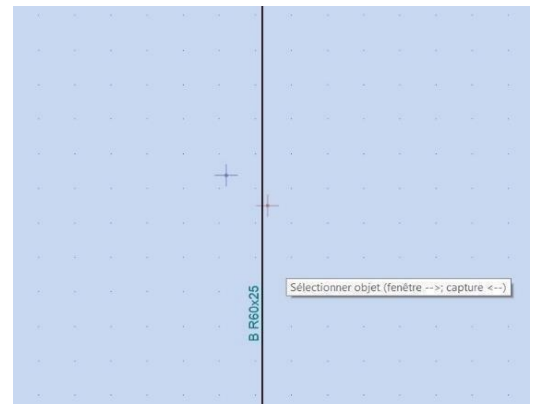 Sélectionner objet (fenêtre -->; capture <--)
B R60x25